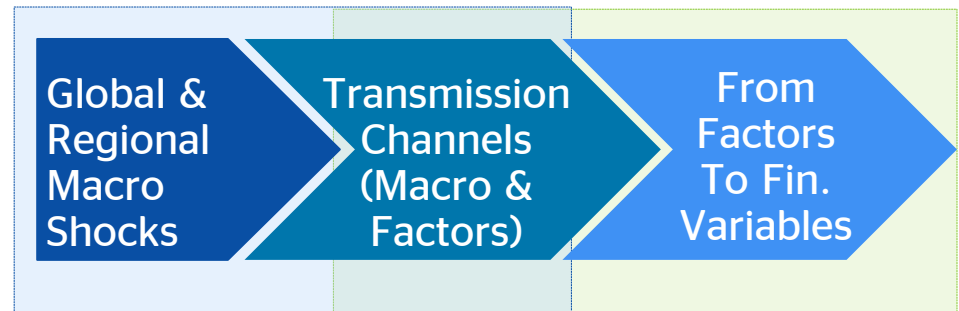 Global &
Regional
Macro
Shocks
Transmission
Channels
(Macro &
Factors)
From
Factors
To Fin.
Variables